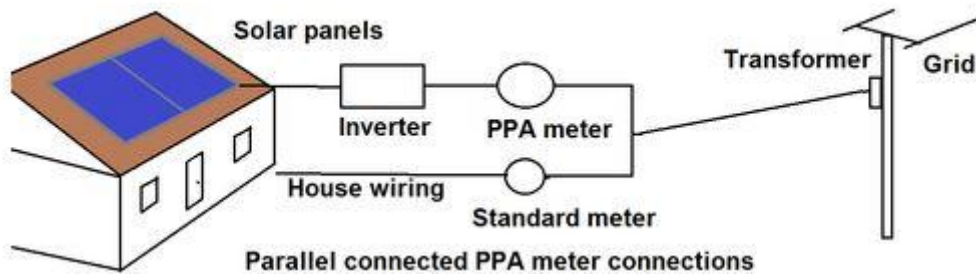 Solar panels
Transformer
Grid
Inverter
PPA meter
House wiring
Standard meter
Parallel connected PPA meter connections